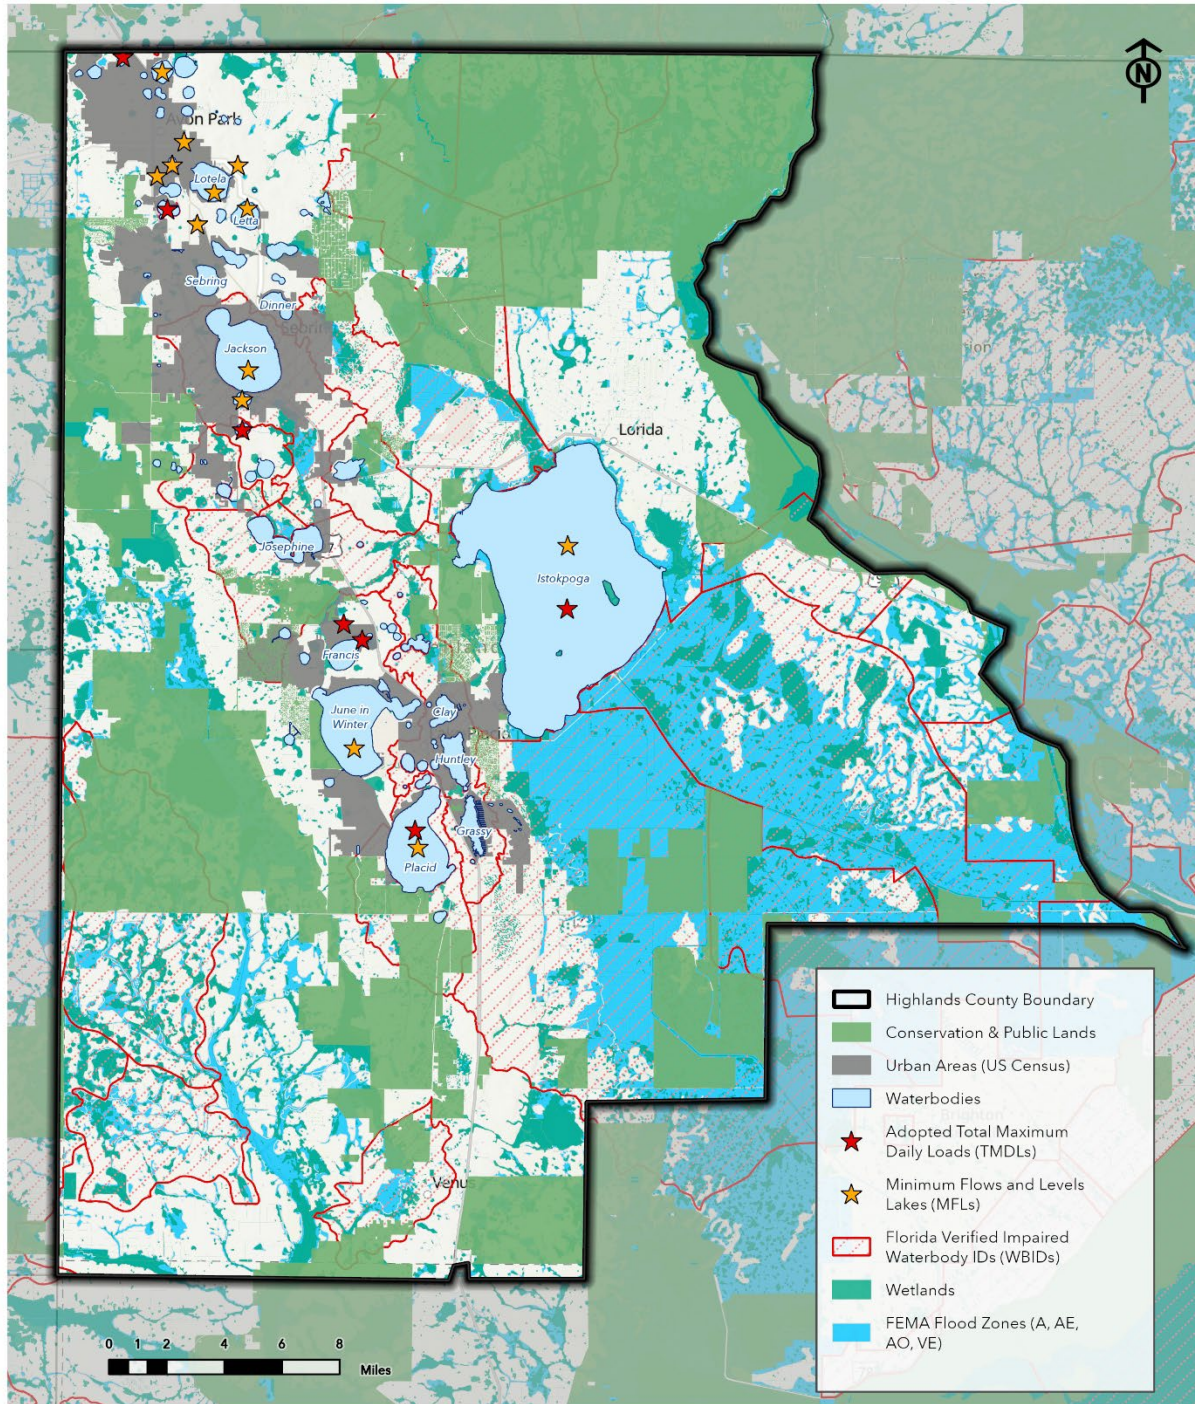 N
Avon Park
Lotela
Letta
Sebring
Dinner
Sebring
Jackson
Lorida
Josephine
Istokpoga
Francis
June in
Winter
Clay
Huntley
Grassy
Placid
Venus
Brighton
Highlands County Boundary
Conservation & Public Lands
Urban Areas (US Census)
Waterbodies
Adopted Total Maximum
Daily Loads (TMDLs)
Minimum Flows and Levels
Lakes (MFLs)
Florida Verified Impaired
Waterbody IDs (WBIDs)
Wetlands
FEMA Flood Zones (A, AE,
AO, VE)
0 1 2 4 6 8
Miles